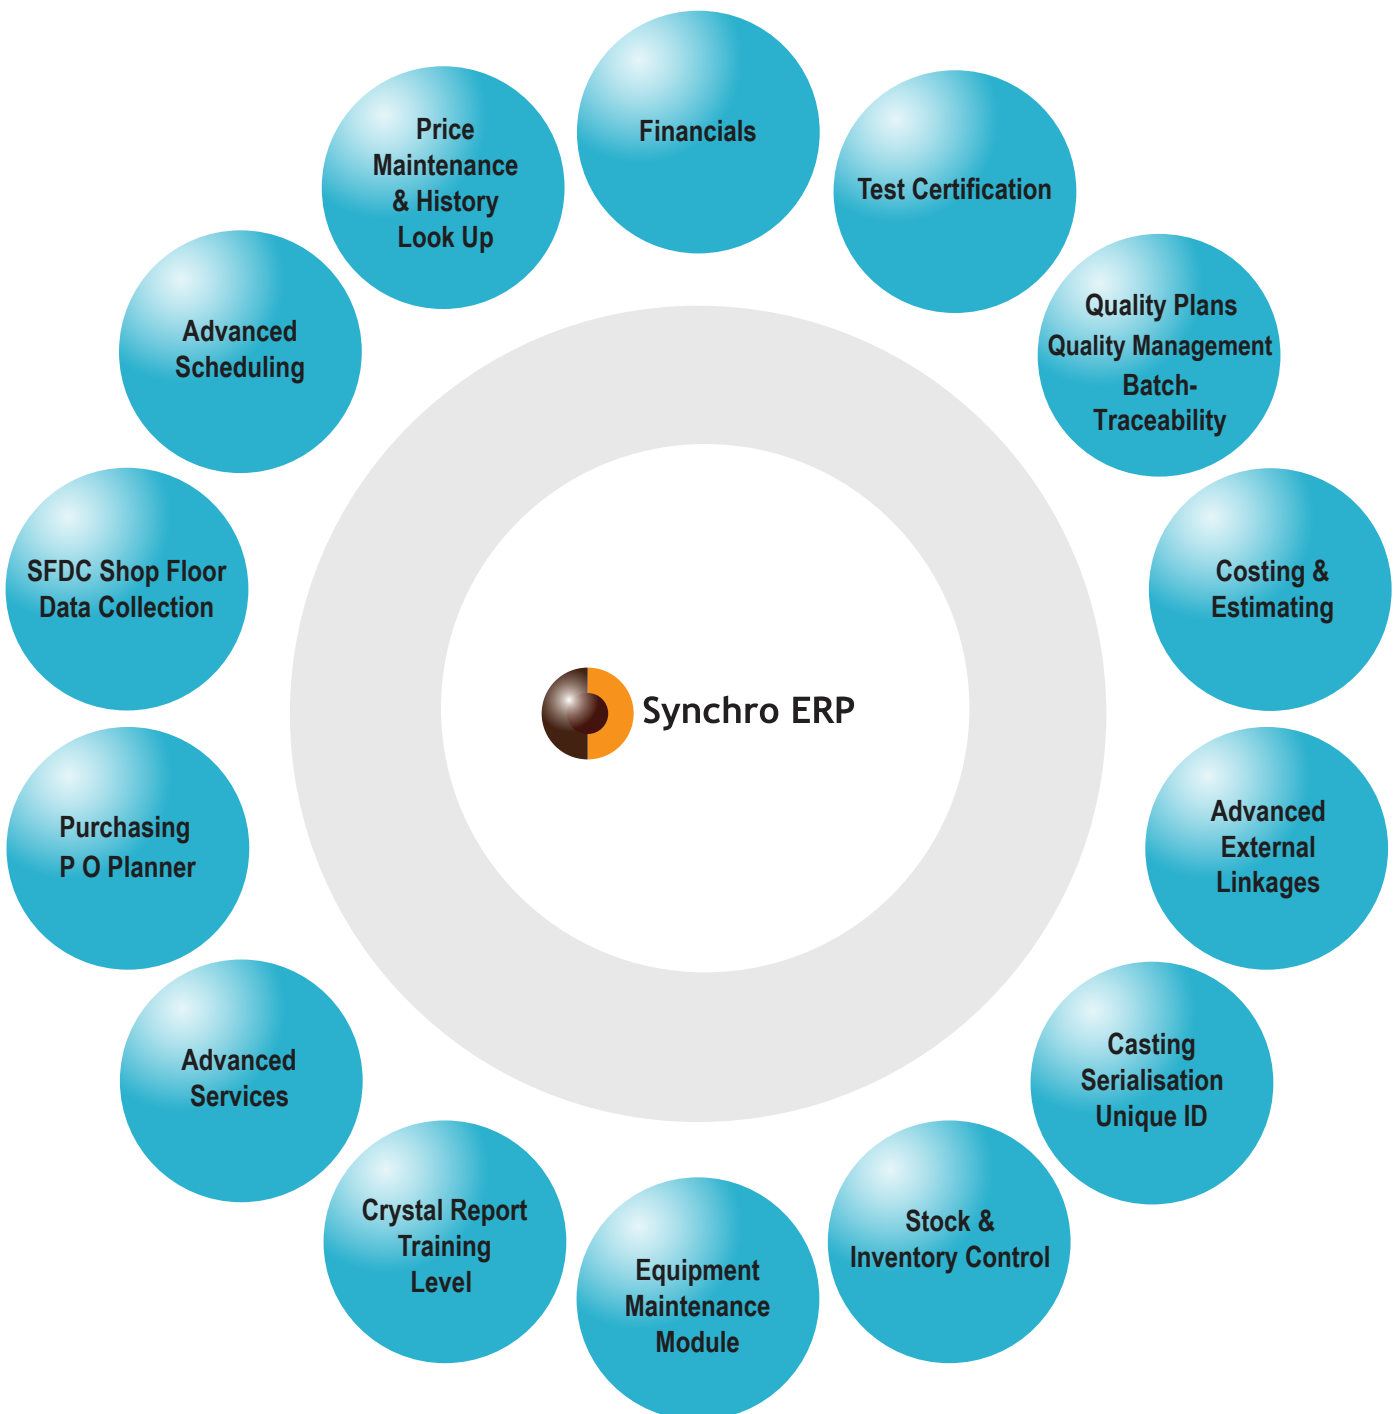 Financials
Test Certification
Quality Plans
Quality Management
Batch-
Traceability
Costing &
Estimating
Advanced
External
Linkages
Casting
Serialisation
Unique ID
Stock &
Inventory Control
Equipment
Maintenance
Module
Crystal Report
Training
Level
Advanced
Services
Purchasing
P O Planner
SFDC Shop Floor
Data Collection
Advanced
Scheduling
Price
Maintenance
& History
Look Up
Synchro ERP